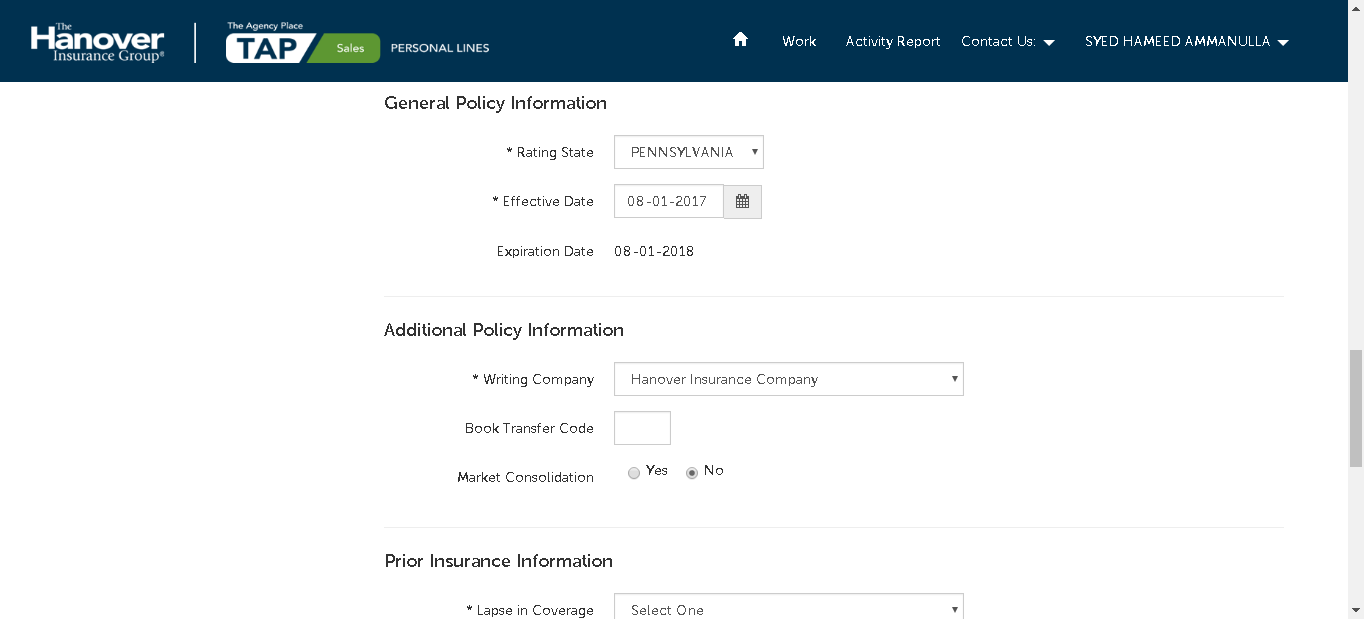 The
Hanover
Insurance Group®
The Agency Place
TAP Sales PERSONAL LINES
Work Activity Report Contact Us: SYED HAMEED AMMANULLA
General Policy Information
* Rating State PENNSYLVANIA
* Effective Date 08-01-2017
Expiration Date 08-01-2018
Additional Policy Information
* Writing Company Hanover Insurance Company
Book Transfer Code
Market Consolidation Yes No
Prior Insurance Information
* Lapse in Coverage Select One